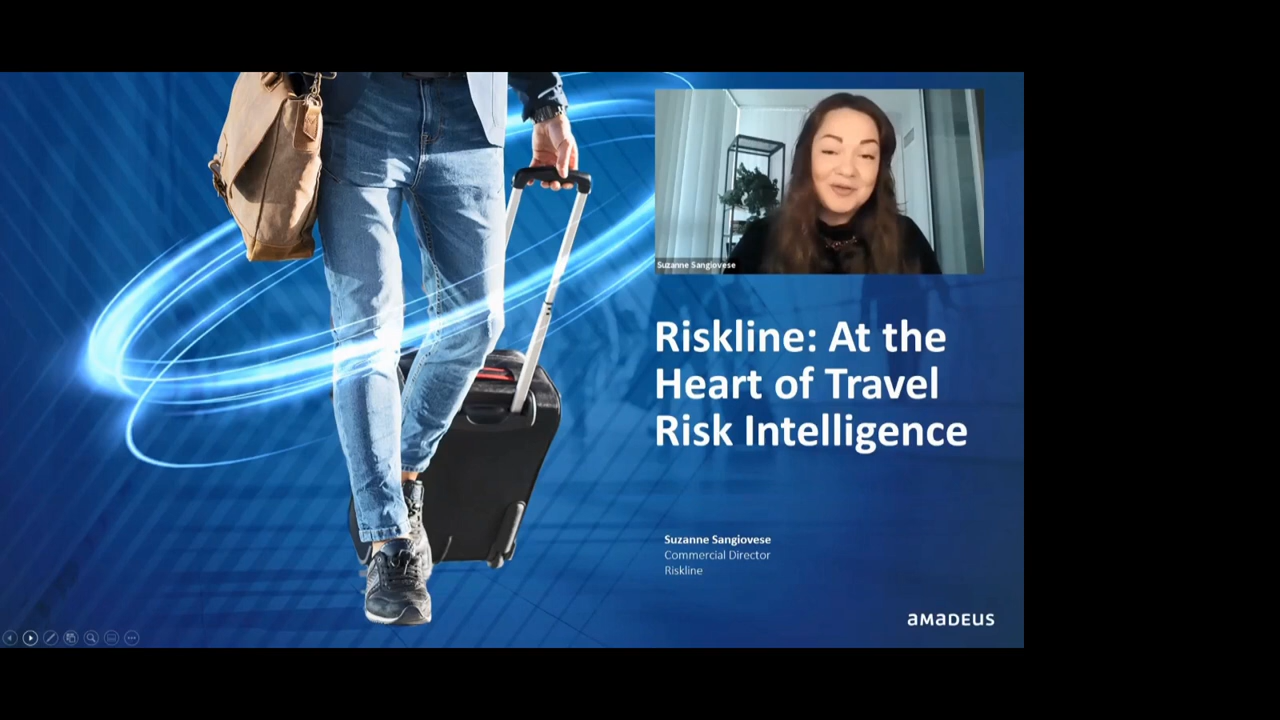 Suzanne Sangiovese
Riskline: At the
Heart of Travel
Risk Intelligence
Suzanne Sangiovese
Commercial Director
Riskline
aMaDEUS